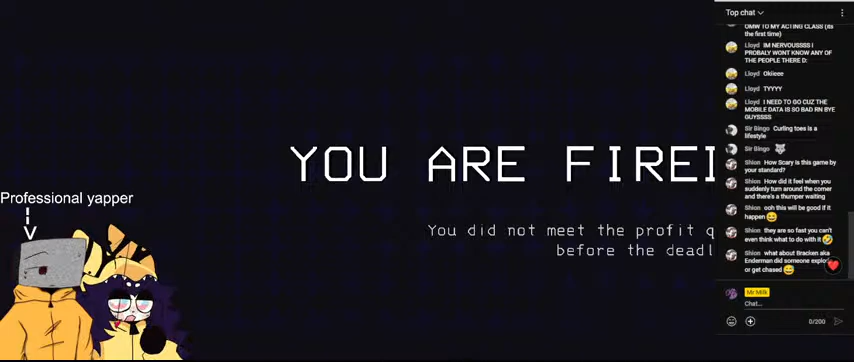 YOU ARE FIRED
You did not meet the profit q
before the deadl
Professional yapper
Top chat
OMW TO MY ACTING CLASS (its
the first time)
Lloyd IM NERVOUSSSS I
PROBALY WONT KNOW ANY OF
THE PEOPLE THERE D:
Lloyd Okiieee
Lloyd TYYYY
Lloyd I NEED TO GO CUZ THE
MOBILE DATA IS SO BAD RN BYE
GUYSSSS
Sir Bingo Curling toes is a
lifestyle
Sir Bingo
Shion How Scary is this game by
your standard?
Shion How did it feel when you
suddenly turn around the corner
and there's a thumper waiting
Shion ooh this will be good if it
happen
Shion they are so fast you can't
even think what to do with it
Shion what about Bracken aka
Enderman did someone explo
or get chased
Mr Milk
Chat...
0/200